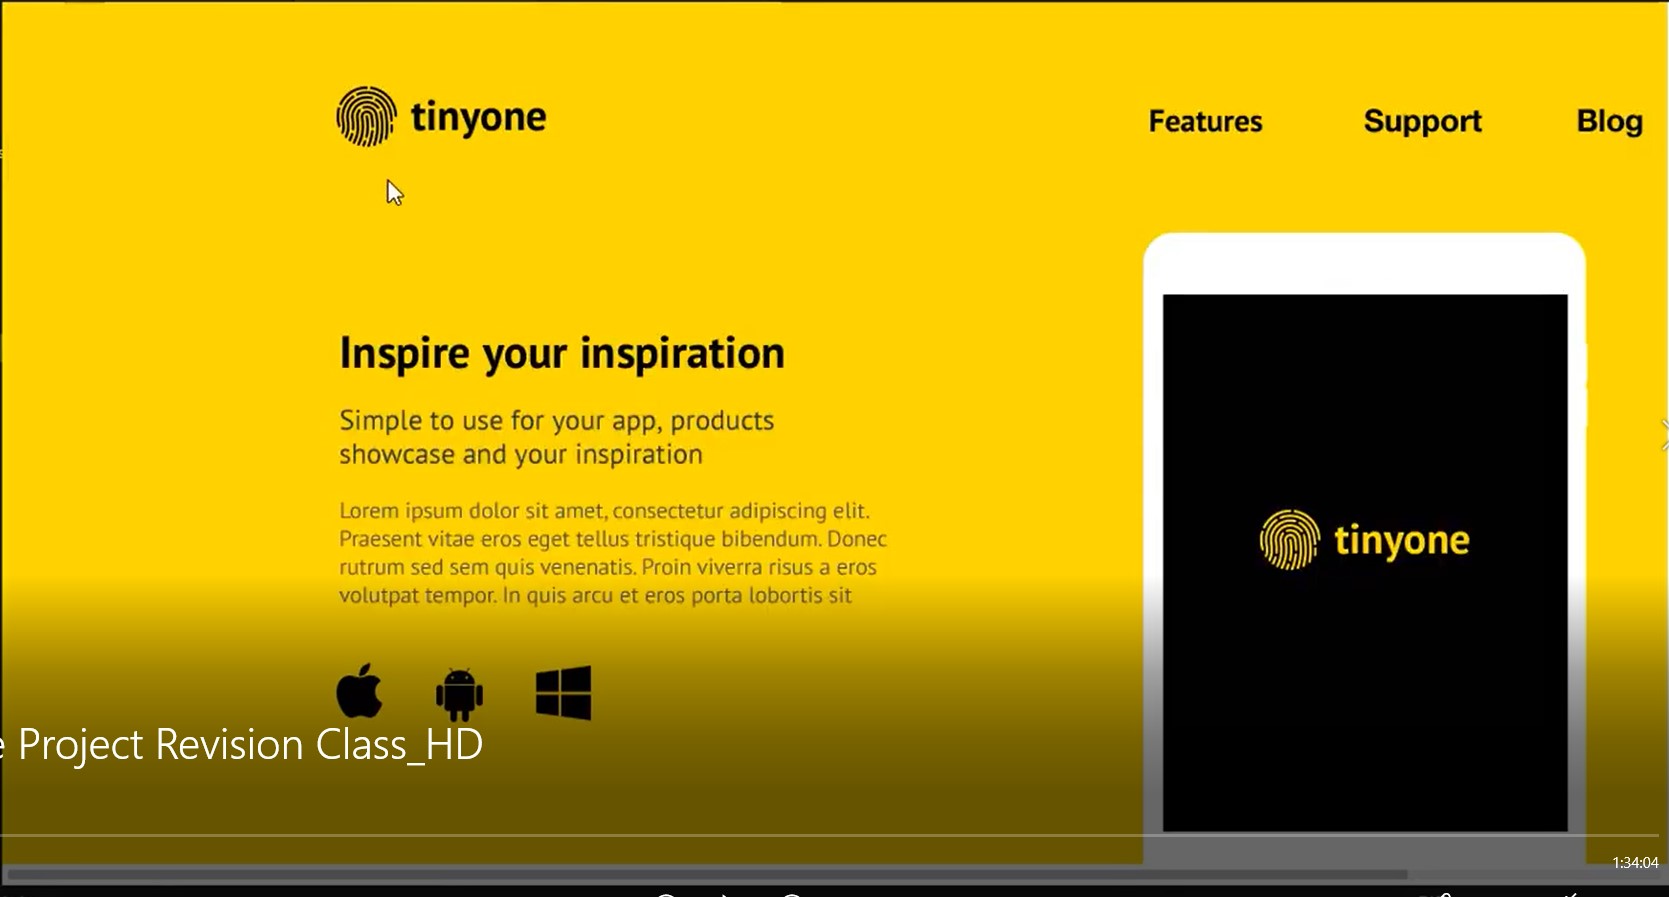 tinyone
Features Support Blog
Inspire your inspiration
Simple to use for your app, products
showcase and your inspiration
Lorem ipsum dolor sit amet, consectetur adipiscing elit.
Praesent vitae eros eget tellus tristique bibendum. Donec
rutrum sed sem quis venenatis. Proin viverra risus a eros
volutpat tempor. In quis arcu et eros porta lobortis sit
tinyone
Project Revision Class_HD
1:34:04